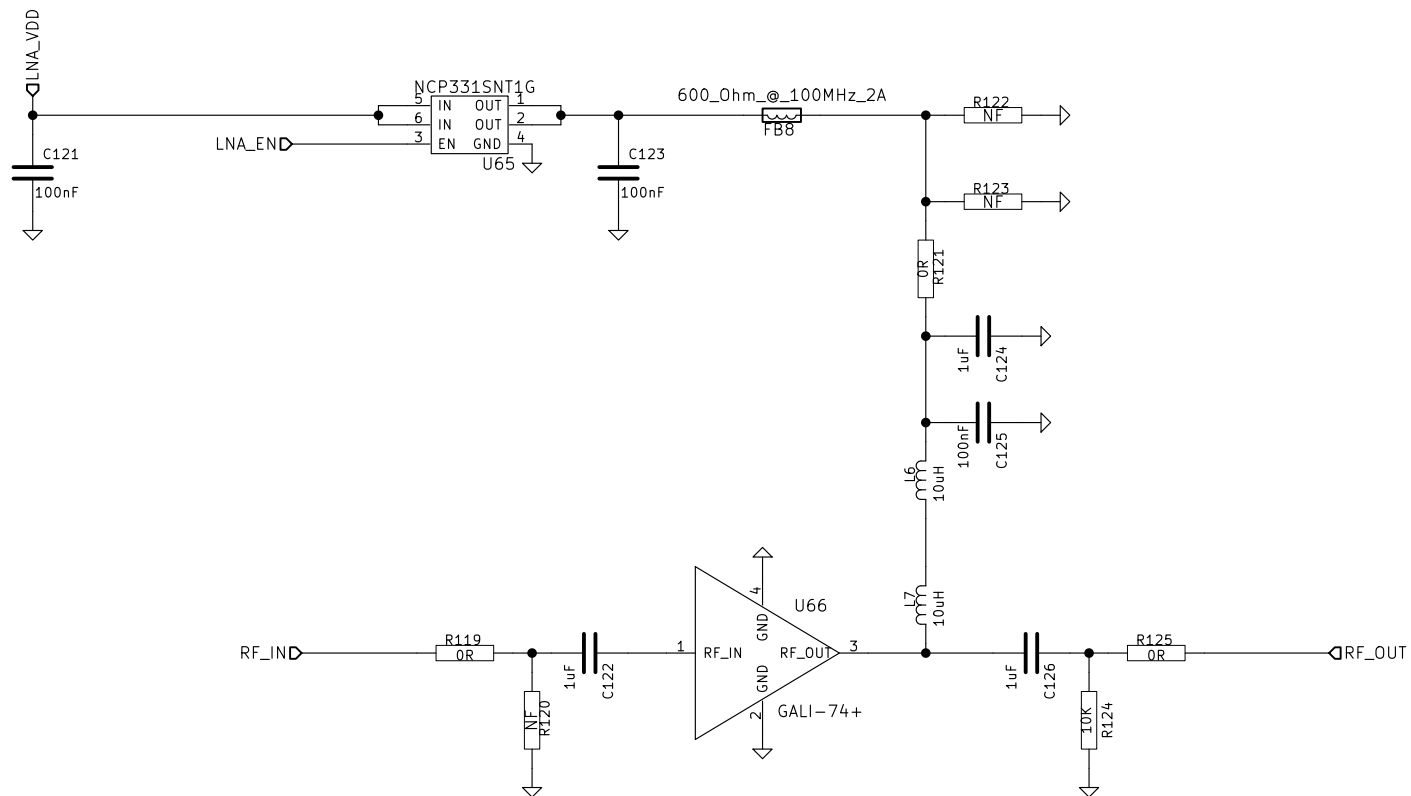 LNA_VDD
NCP331SNT1G
5 IN OUT 1
6 IN OUT 2
LNA_EN 3 EN GND 4
U65
C121
100nF
C123
100nF
600_Ohm_@_100MHz_2A
FB8
R122
NF
R123
NF
0R
R121
1uF
C124
100nF
C125
L6
10uH
L7
10uH
U66
4
GND
RF_IN
R119
0R
1uF
C122
1
RF_IN
RF_OUT
3
GND
2
GALI-74+
NF
R120
1uF
C126
R125
0R
RF_OUT
10K
R124